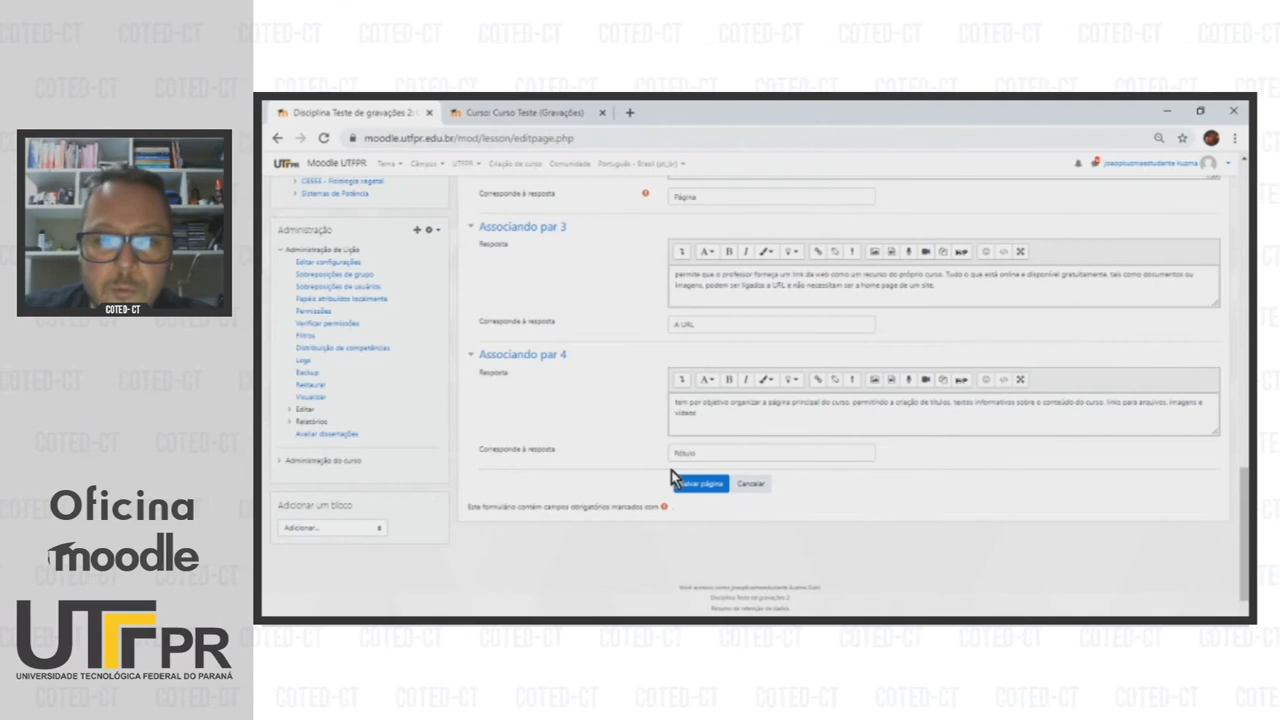 COTED-CT
Oficina
moodle
UTFPR
UNIVERSIDADE TECNOLÓGICA FEDERAL DO PARANÁ
Disciplina Teste de gravações 2:
Curso: Curso Teste (Gravações)
moodle.utfpr.edu.br/mod/lesson/editpage.php
UTFPR Moodle UTFPR Tema Câmpus UTFPR Criação de curso Comunidade Português - Brasil (pt_br)
Fisiologia vegetal
Sistemas de Potência
Administração
Administração de Lição
Editar configurações
Sobreposições de grupo
Sobreposições de usuários
Papéis atribuídos localmente
Permissões
Verificar permissões
Filtros
Distribuição de competências
Logs
Backup
Restaurar
Visualizar
Editar
Relatórios
Avaliar dissertações
Administração do curso
Adicionar um bloco
Adicionar...
Corresponde à resposta
Página
Associando par 3
Resposta
permite que o professor forneça um link da web como um recurso do próprio curso. Tudo o que está online e disponível gratuitamente, tais como documentos ou
imagens, podem ser ligados a URL e não necessitam ser a home page de um site.
Corresponde à resposta
A URL
Associando par 4
Resposta
tem por objetivo organizar a página principal do curso, permitindo a criação de títulos, textos informativos sobre o conteúdo do curso, links para arquivos, imagens e
vídeos
Corresponde à resposta
Rótulo
Salvar página Cancelar
Este formulário contém campos obrigatórios marcados com
Disciplina Teste de gravações 2
Resumo de retenção de dados